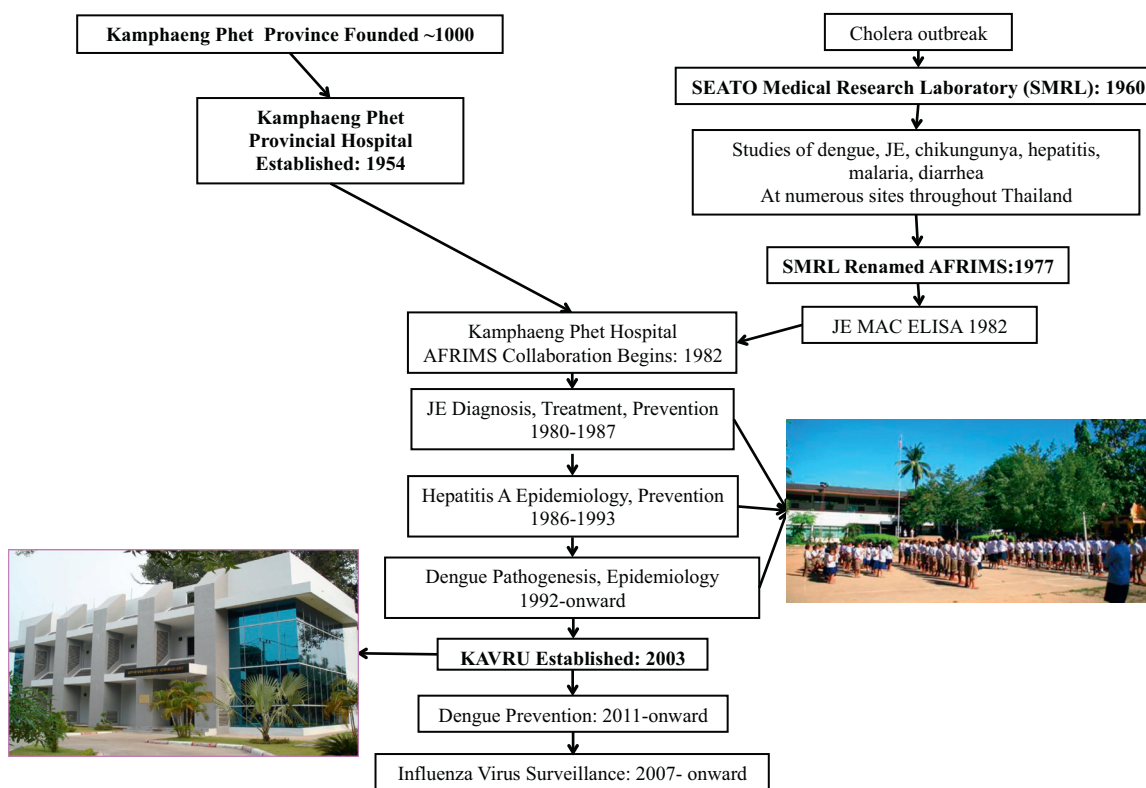 Kamphaeng Phet Province Founded ~1000
Cholera outbreak
SEATO Medical Research Laboratory (SMRL): 1960
Kamphaeng Phet
Provincial Hospital
Established: 1954
Studies of dengue, JE, chikungunya, hepatitis,
malaria, diarrhea
At numerous sites throughout Thailand
SMRL Renamed AFRIMS:1977
JE MAC ELISA 1982
Kamphaeng Phet Hospital
AFRIMS Collaboration Begins: 1982
JE Diagnosis, Treatment, Prevention
1980-1987
Hepatitis A Epidemiology, Prevention
1986-1993
Dengue Pathogenesis, Epidemiology
1992-onward
KAVRU Established: 2003
Dengue Prevention: 2011-onward
Influenza Virus Surveillance: 2007- onward